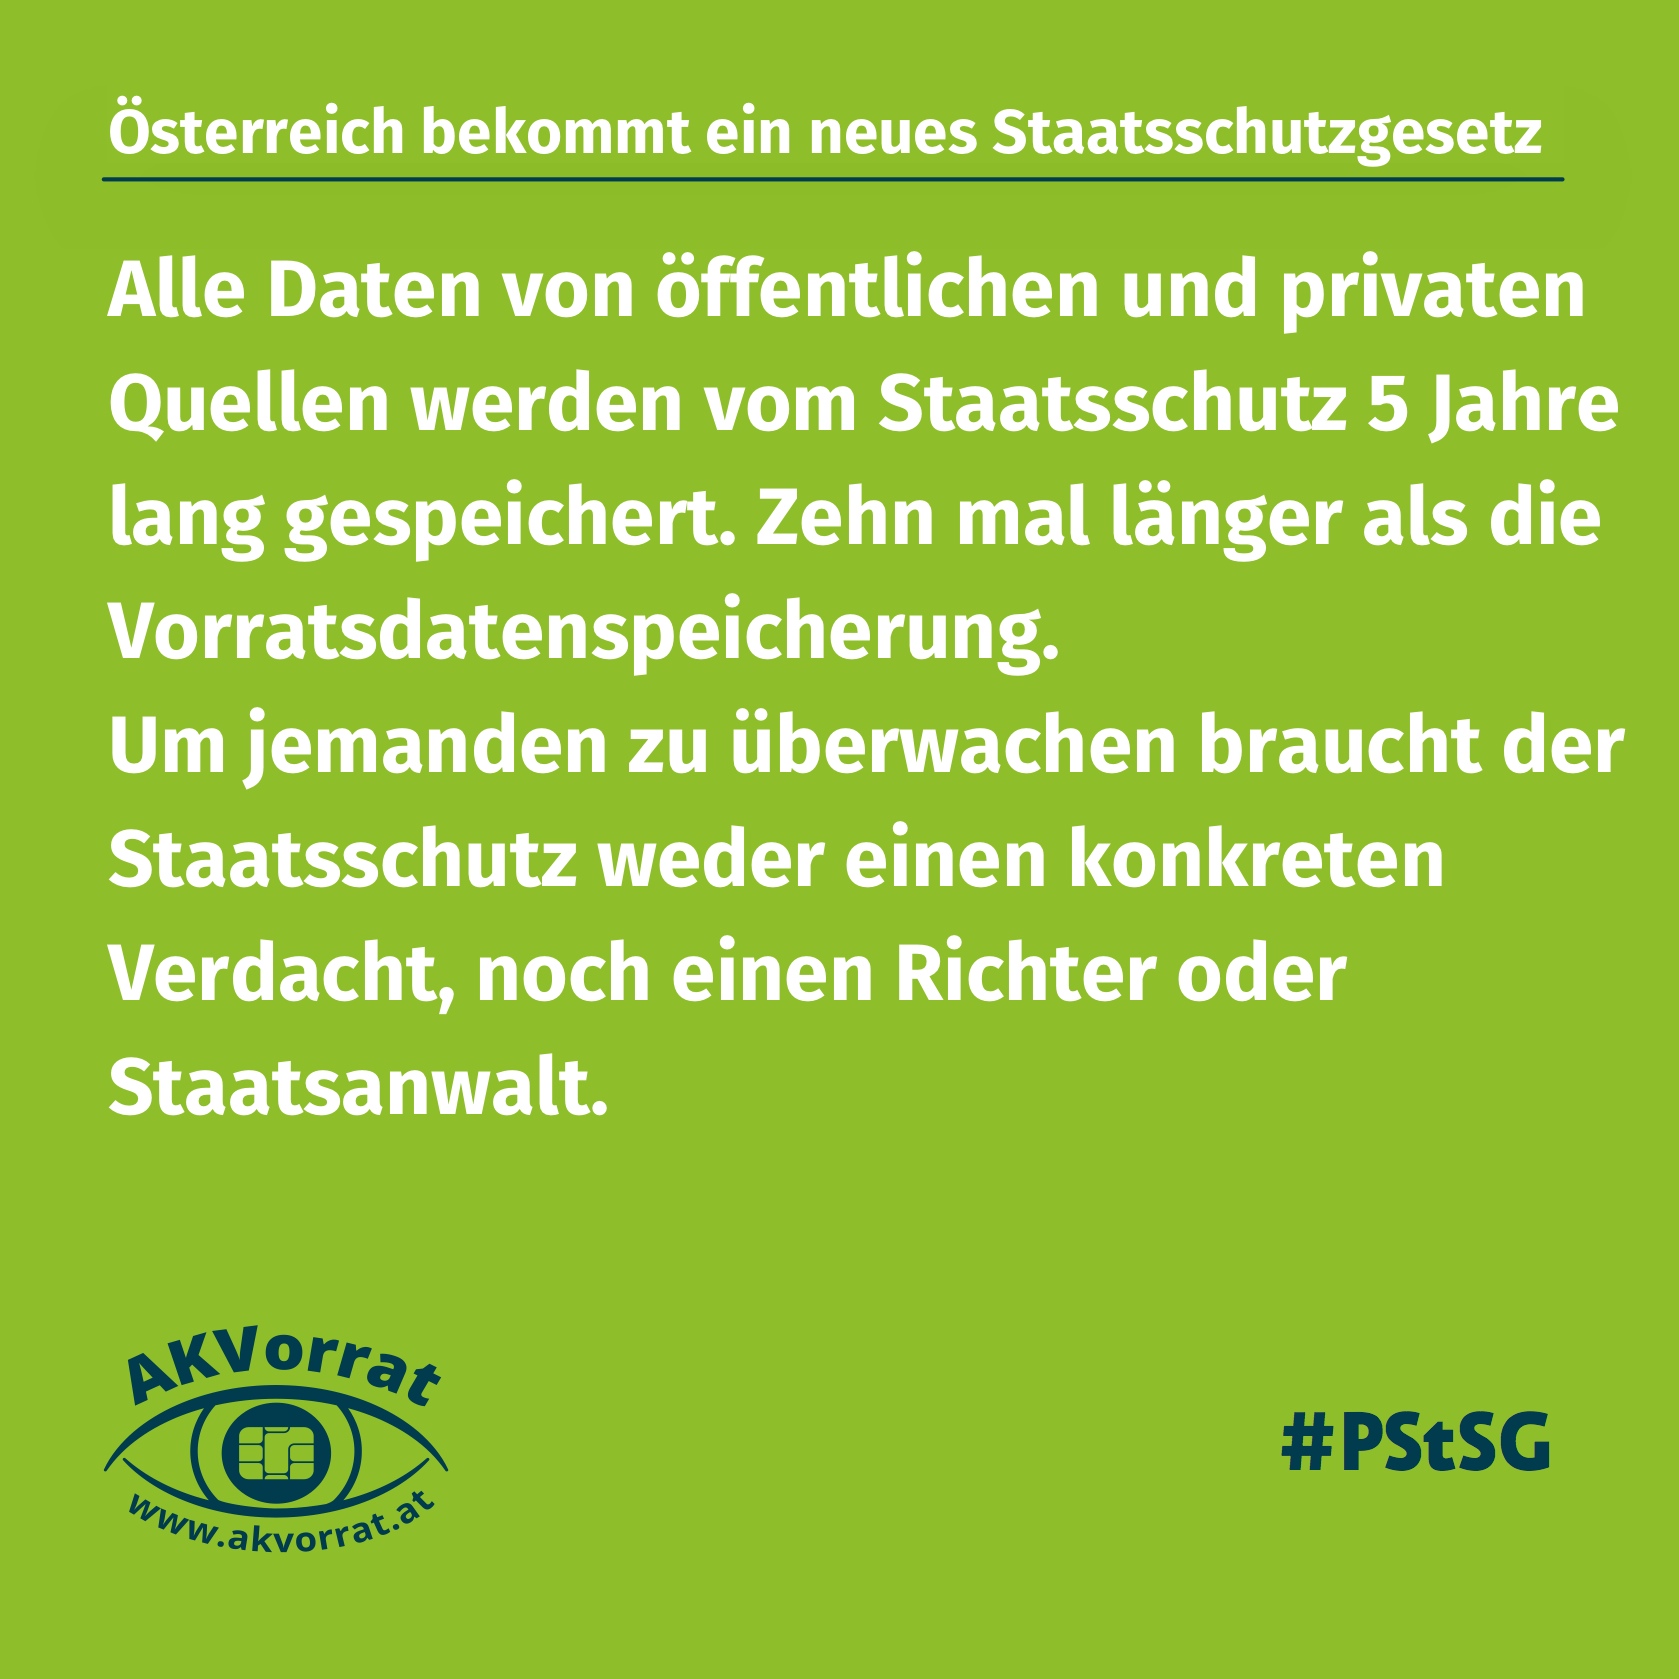 Österreich bekommt ein neues Staatsschutzgesetz
Alle Daten von öffentlichen und privaten
Quellen werden vom Staatsschutz 5 Jahre
lang gespeichert. Zehn mal länger als die
Vorratsdatenspeicherung.
Um jemanden zu überwachen braucht der
Staatsschutz weder einen konkreten
Verdacht, noch einen Richter oder
Staatsanwalt.
AKVorrat
www.akvorrat.at
#PStSG